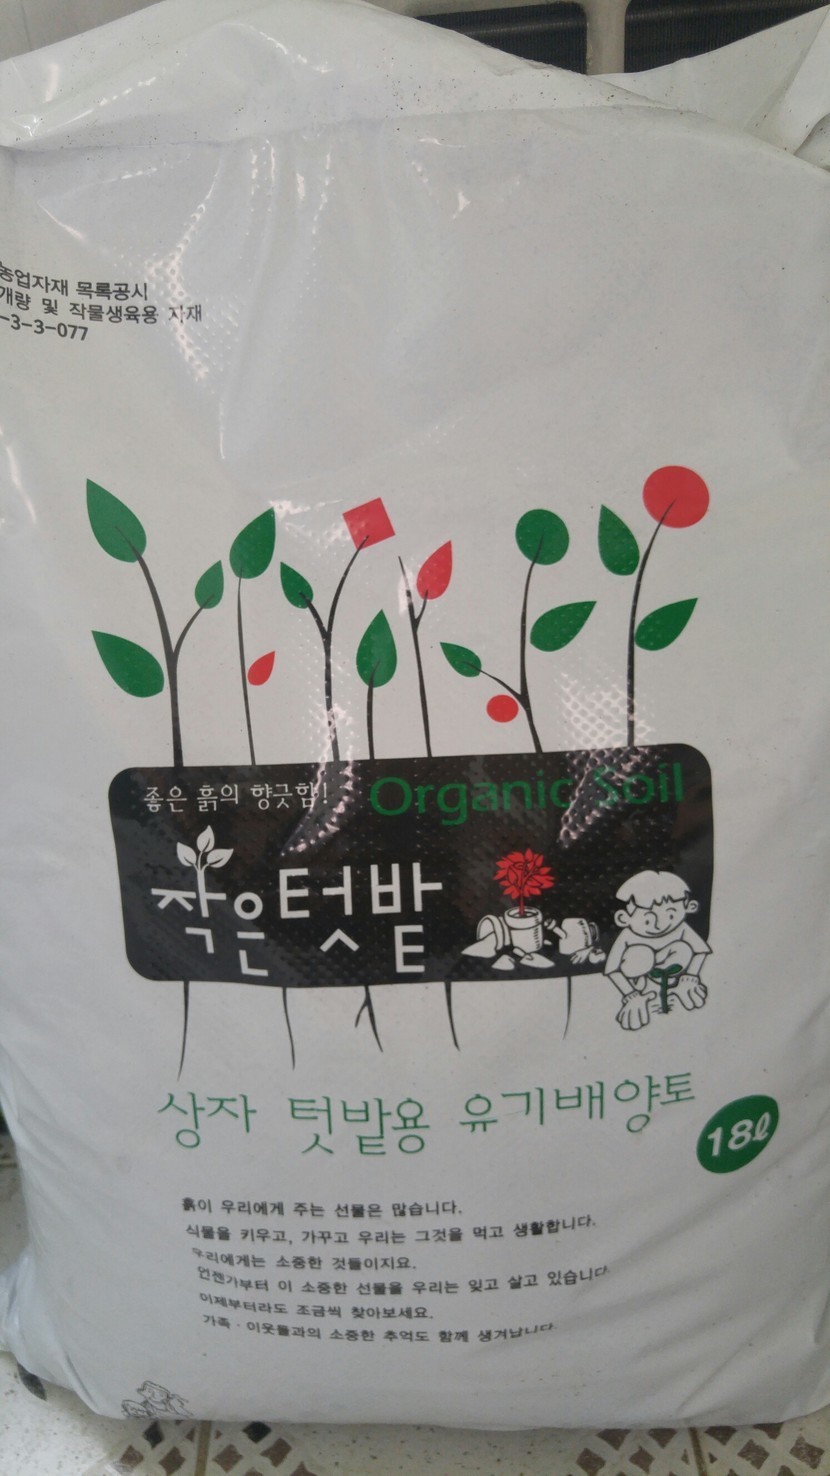 농업자재 목록공시
개량 및 작물생육용 자재
-3-3-077
좋은 흙의 향긋함!
Organic Soil
작은텃밭
상자 텃밭용 유기배양토
18ℓ
흙이 우리에게 주는 선물은 많습니다.
식물을 키우고, 가꾸고 우리는 그것을 먹고 생활합니다.
우리에게는 소중한 것들이지요.
언젠가부터 이 소중한 선물을 우리는 잊고 살고 있습니다.
이제부터라도 조금씩 찾아보세요.
가족·이웃들과의 소중한 추억도 함께 생겨납니다.